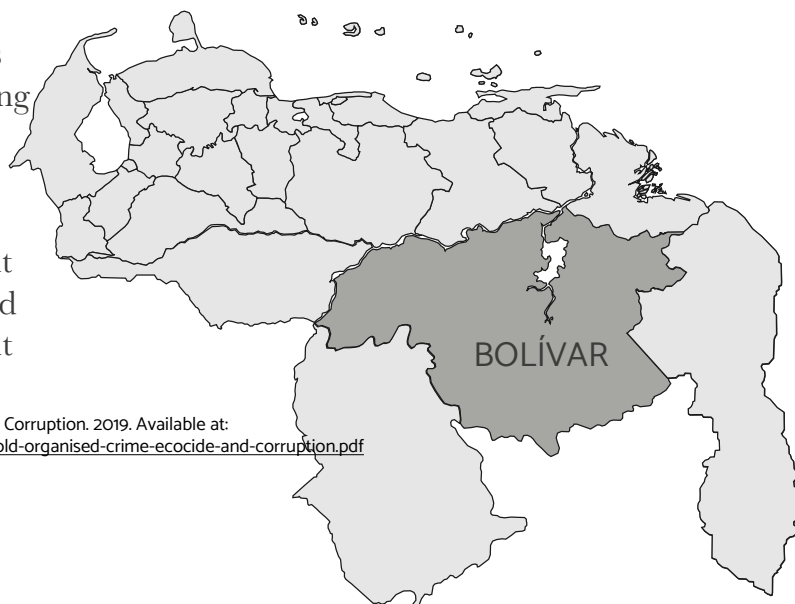 BOLÍVAR
Corruption. 2019. Available at:
old-organised-crime-ecocide-and-corruption.pdf